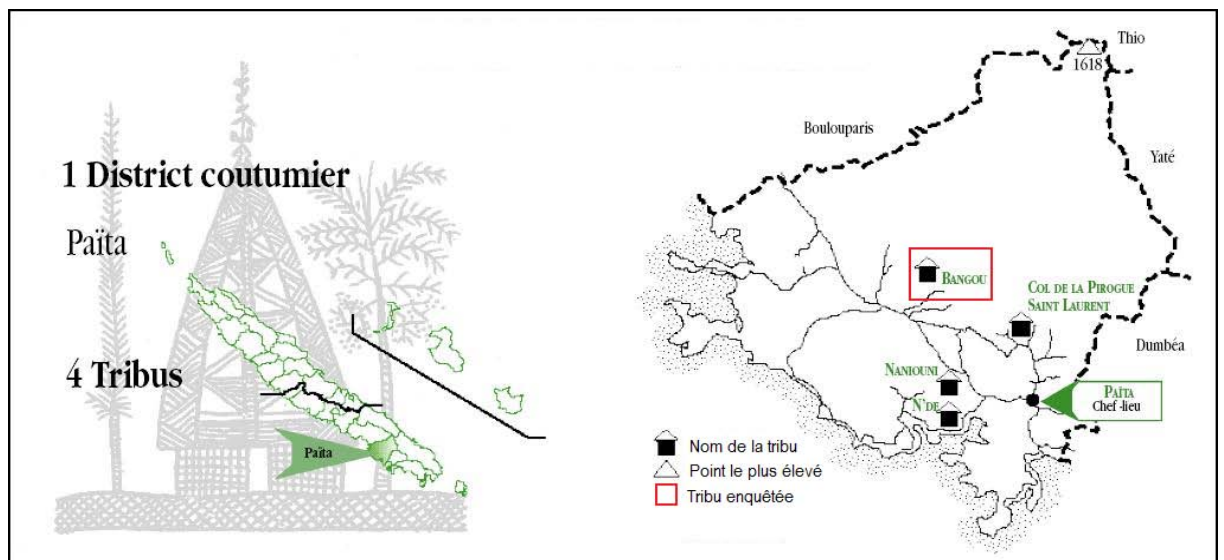 1 District coutumier
Païta
4 Tribus
Païta
Thio
1618
Boulouparis
Yaté
BANGOU
COL DE LA PIROGUE
SAINT LAURENT
Dumbéa
NANIOUNI
PAÏTA
Chef-lieu
N'DE
Nom de la tribu
Point le plus élevé
Tribu enquêtée